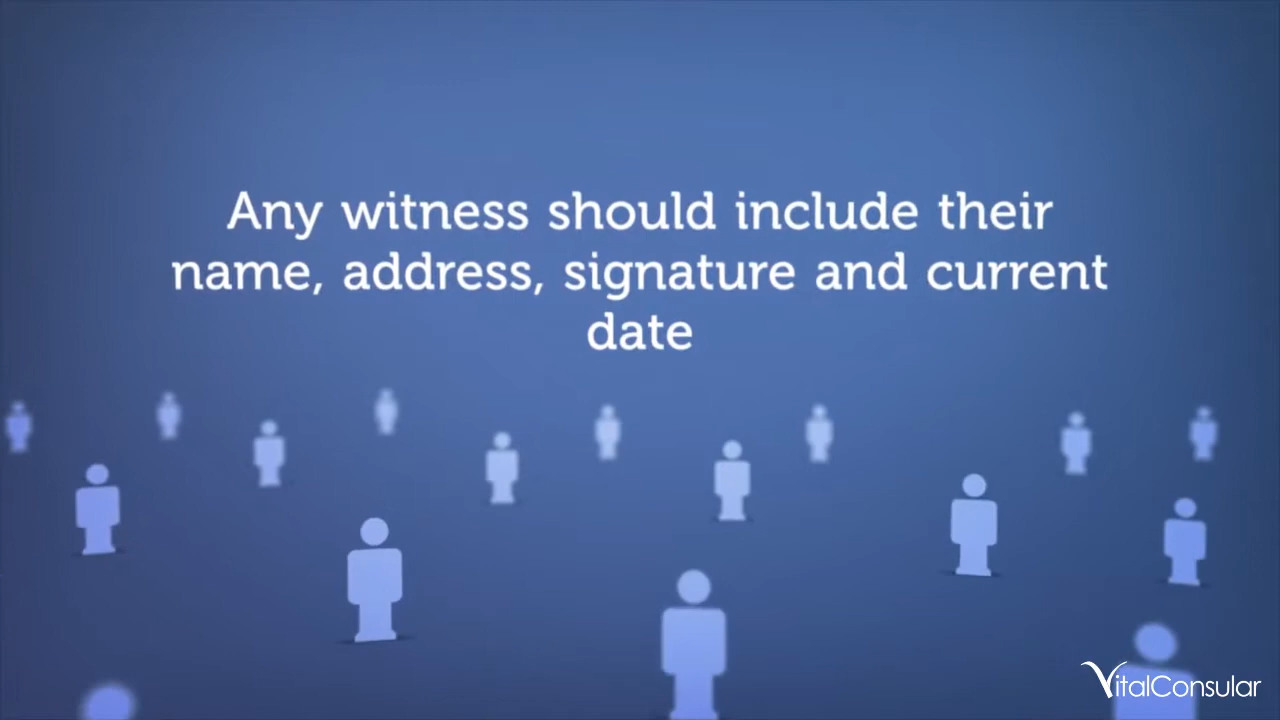 Any witness should include their
name, address, signature and current
date
VitalConsular